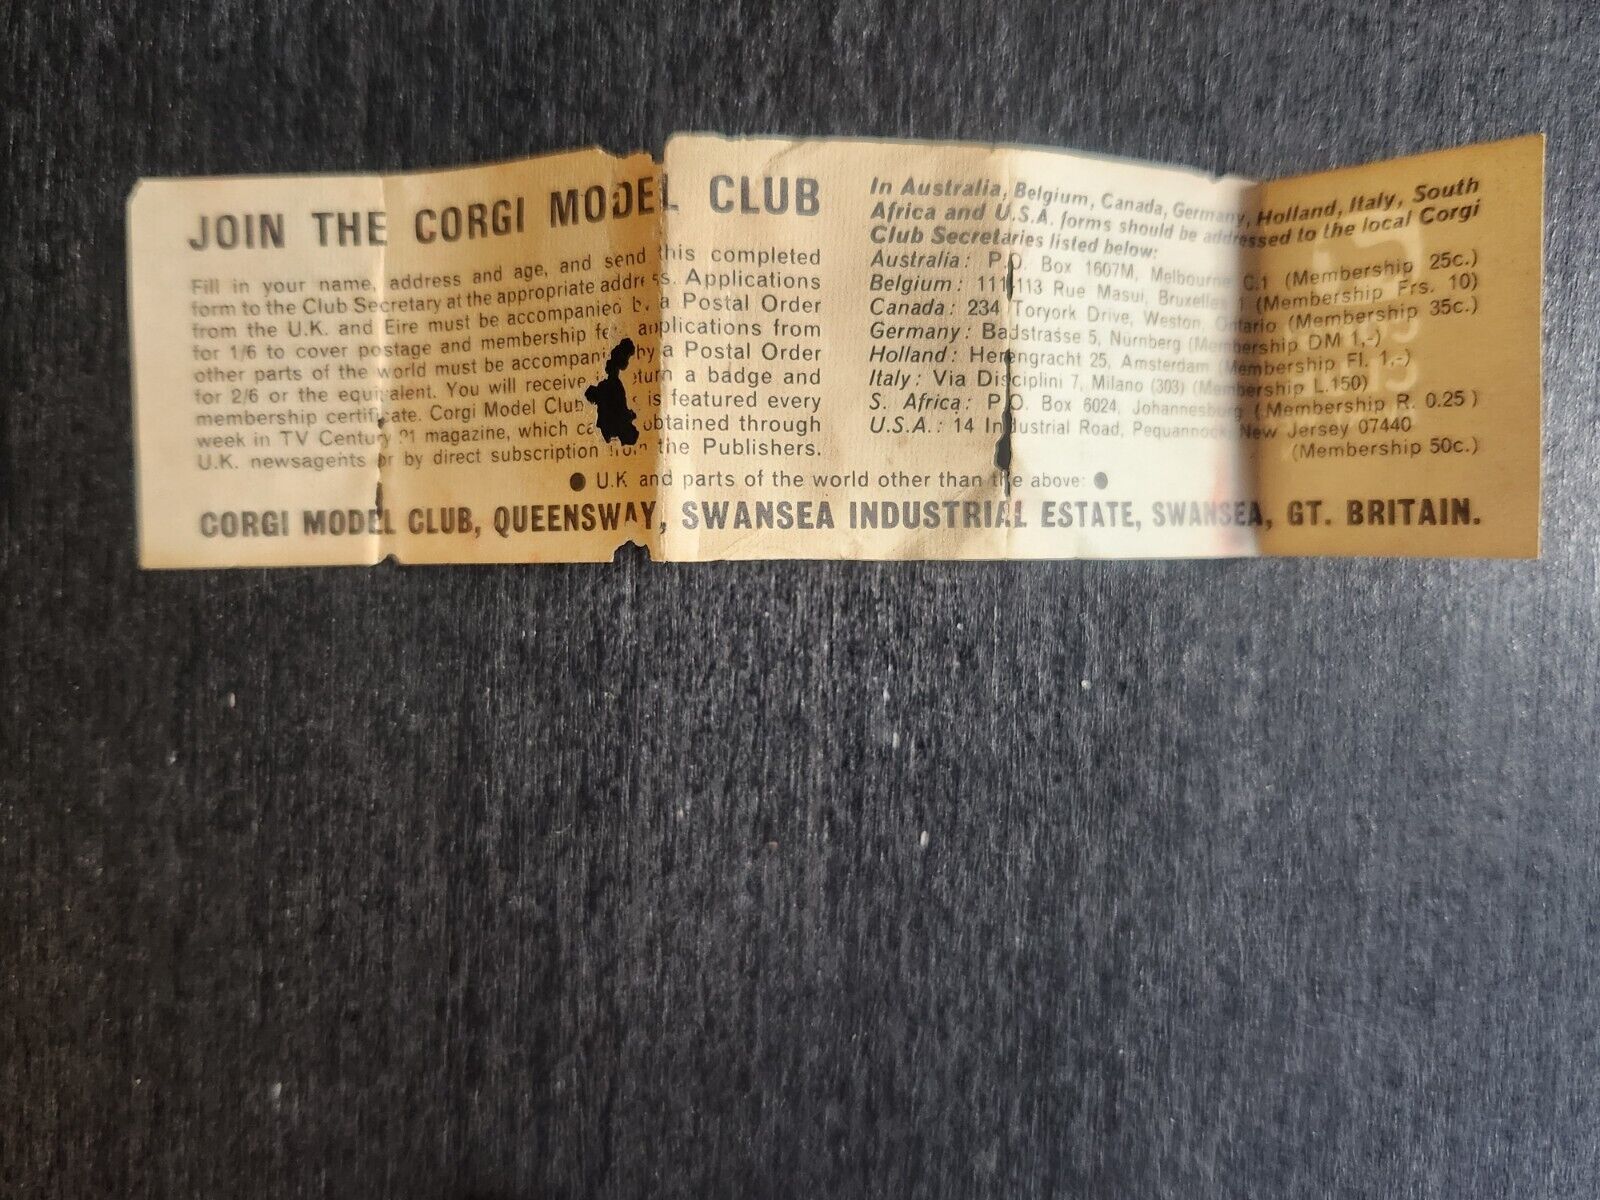 JOIN THE CORGI MODEL CLUB
Fill in your name, address and age, and send this completed
form to the Club Secretary at the appropriate address. Applications
from the U.K. and Eire must be accompanied by a Postal Order
for 1/6 to cover postage and membership fee applications from
other parts of the world must be accompanied by a Postal Order
for 2/6 or the equivalent. You will receive return a badge and
membership certificate. Corgi Model Club is featured every
week in TV Century 21 magazine, which can obtained through
U.K. newsagents or by direct subscription from the Publishers.
In Australia, Belgium, Canada, Germany, Holland, Italy, South
Africa and U.S.A. forms should be addressed to the local Corgi
Club Secretaries listed below:
Australia: P.O. Box 1607M, Melbourne C.1 (Membership 25c.)
Belgium: 111/113 Rue Masui, Bruxelles 1 (Membership Frs. 10)
Canada: 234 Toryork Drive, Weston, Ontario (Membership 35c.)
Germany: Badstrasse 5, Nürnberg (Membership DM 1,-)
Holland: Herengracht 25, Amsterdam (Membership Fl. 1,-)
Italy: Via Disciplini 7, Milano (303) (Membership L.150)
S. Africa: P.O. Box 6024, Johannesburg (Membership R. 0.25)
U.S.A.: 14 Industrial Road, Pequannock, New Jersey 07440
(Membership 50c.)
● U.K and parts of the world other than the above: ●
CORGI MODEL CLUB, QUEENSWAY, SWANSEA INDUSTRIAL ESTATE, SWANSEA, GT. BRITAIN.